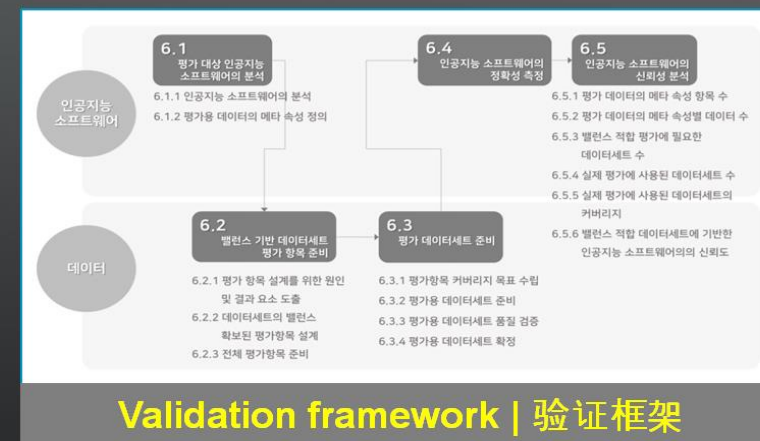 인공지능
소프트웨어
6.1
평가 대상 인공지능
소프트웨어의 분석
6.1.1 인공지능 소프트웨어의 분석
6.1.2 평가용 데이터의 메타 속성 정의
6.4
인공지능 소프트웨어의
정확성 측정
6.5
인공지능 소프트웨어의
신뢰성 분석
6.5.1 평가 데이터의 메타 속성 항목 수
6.5.2 평가 데이터의 메타 속성별 데이터 수
6.5.3 밸런스 적합 평가에 필요한
데이터세트 수
6.5.4 실제 평가에 사용된 데이터세트 수
6.5.5 실제 평가에 사용된 데이터세트의
커버리지
6.5.6 밸런스 적합 데이터세트에 기반한
인공지능 소프트웨어의의 신뢰도
데이터
6.2
밸런스 기반 데이터세트
평가 항목 준비
6.2.1 평가 항목 설계를 위한 원인
및 결과 요소 도출
6.2.2 데이터세트의 밸런스
확보된 평가항목 설계
6.2.3 전체 평가항목 준비
6.3
평가 데이터세트 준비
6.3.1 평가항목 커버리지 목표 수립
6.3.2 평가용 데이터세트 준비
6.3.3 평가용 데이터세트 품질 검증
6.3.4 평가용 데이터세트 확정
Validation framework | 验证框架